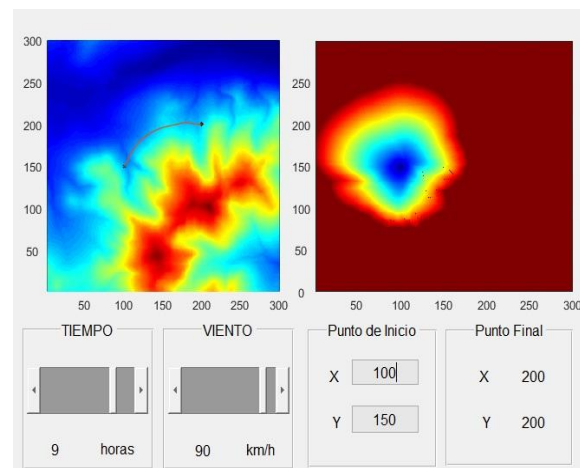 300
250
200
150
100
50
50 100 150 200 250 300
300
250
200
150
100
50
0
50 100 150 200 250 300
TIEMPO
9 horas
VIENTO
90 km/h
Punto de Inicio
X 100
Y 150
Punto Final
X 200
Y 200